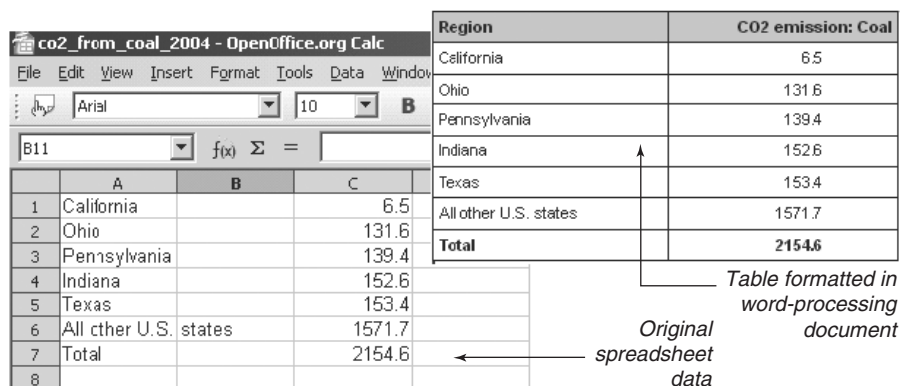 co2_from_coal_2004 - OpenOffice.org Calc
File Edit View Insert Format Tools Data Window
Arial 10 B
B11 f(x) Σ =
A B C
1 California 6.5
2 Ohio 131.6
3 Pennsylvania 139.4
4 Indiana 152.6
5 Texas 153.4
6 All other U.S. states 1571.7
7 Total 2154.6
8
Region CO2 emission: Coal
California 6.5
Ohio 131.6
Pennsylvania 139.4
Indiana 152.6
Texas 153.4
All other U.S. states 1571.7
Total 2154.6
Table formatted in
word-processing
document
Original
spreadsheet
data